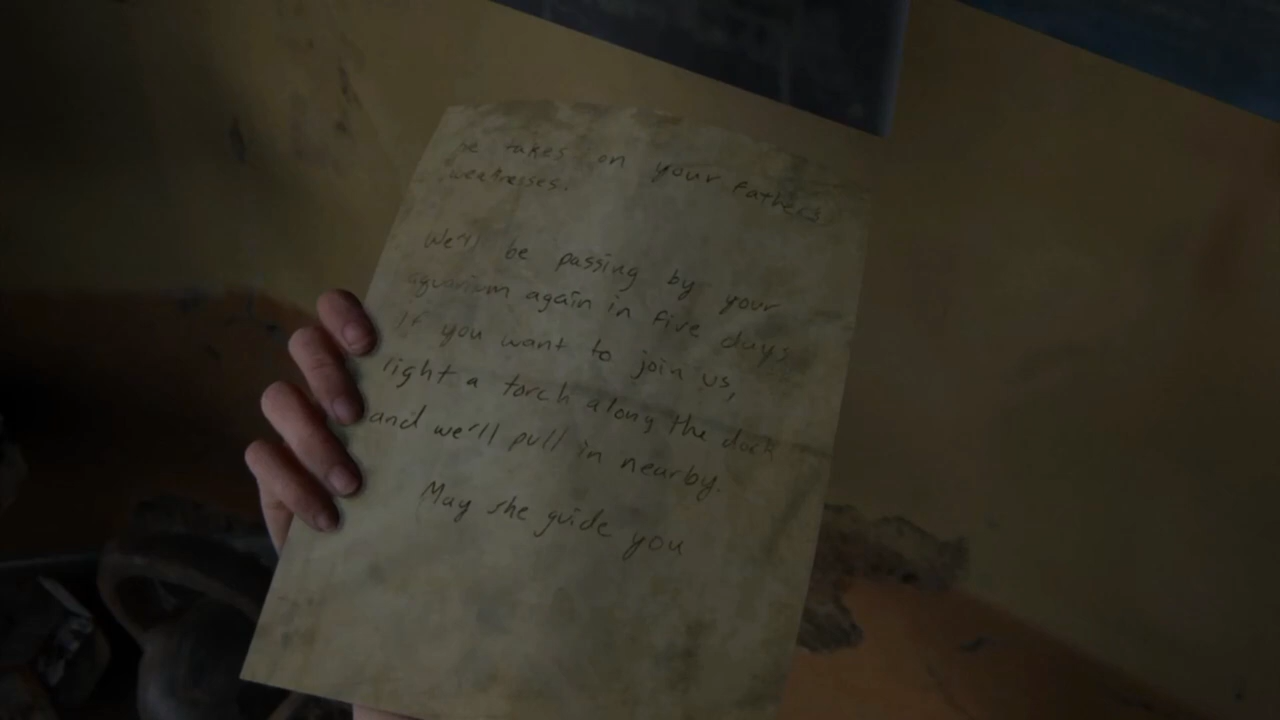 he takes on your father's
weaknesses.
We'll be passing by your
aquarium again in five days.
If you want to join us,
light a torch along the dock
and we'll pull in nearby.
May she guide you